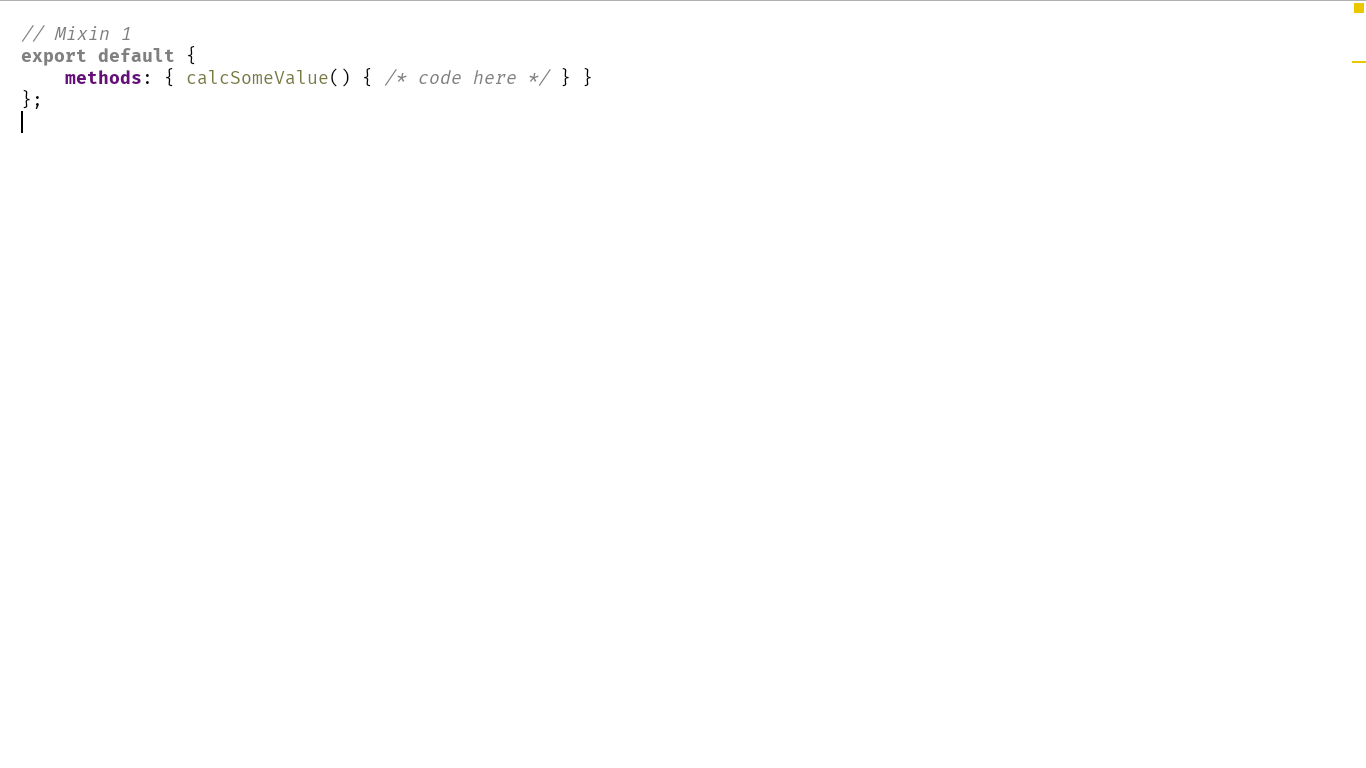 // Mixin 1
export default {
    methods: { calcSomeValue() { /* code here */ } }
};